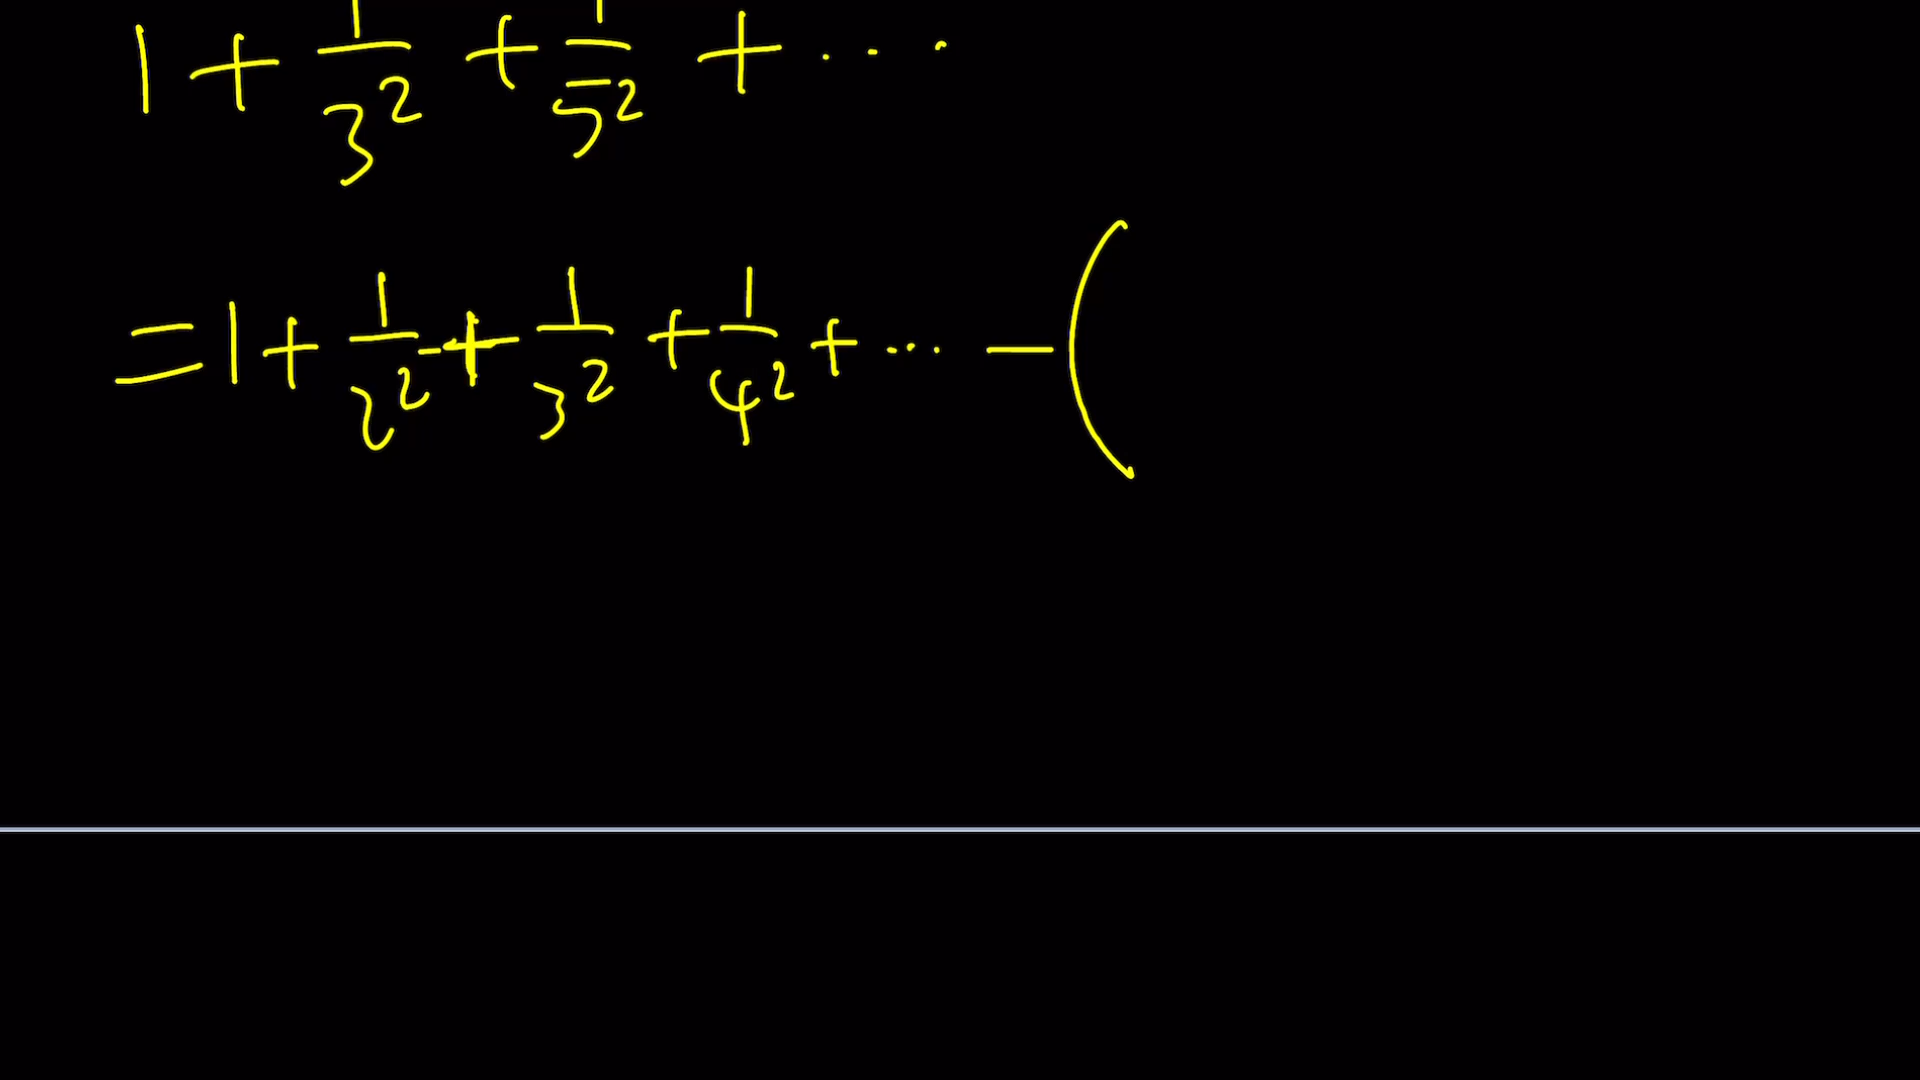 1 + 1/3² + 1/5² + ...
= 1 + 1/2² + 1/3² + 1/4² + ... - (